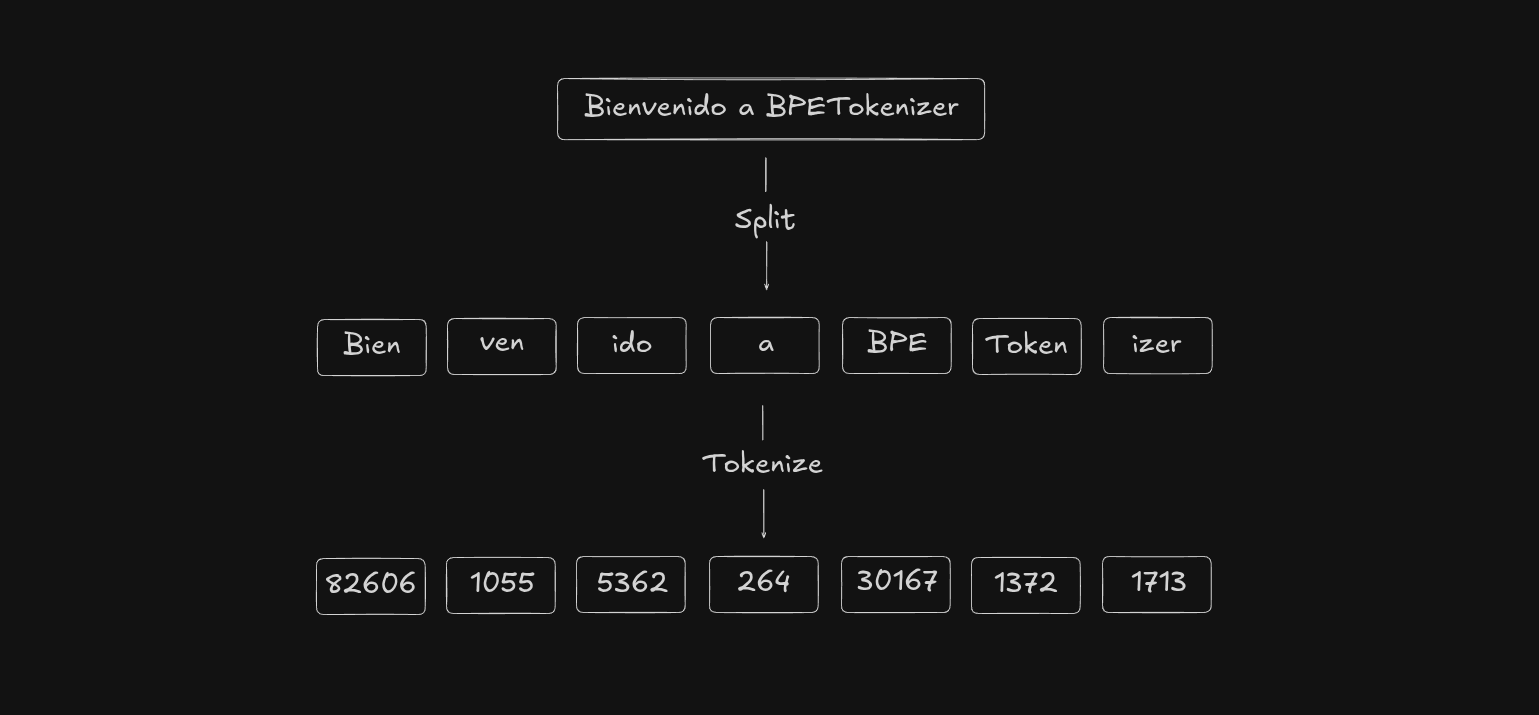 Bienvenido a BPETokenizer
Split
Bien ven ido a BPE Token izer
Tokenize
82606 1055 5362 264 30167 1372 1713